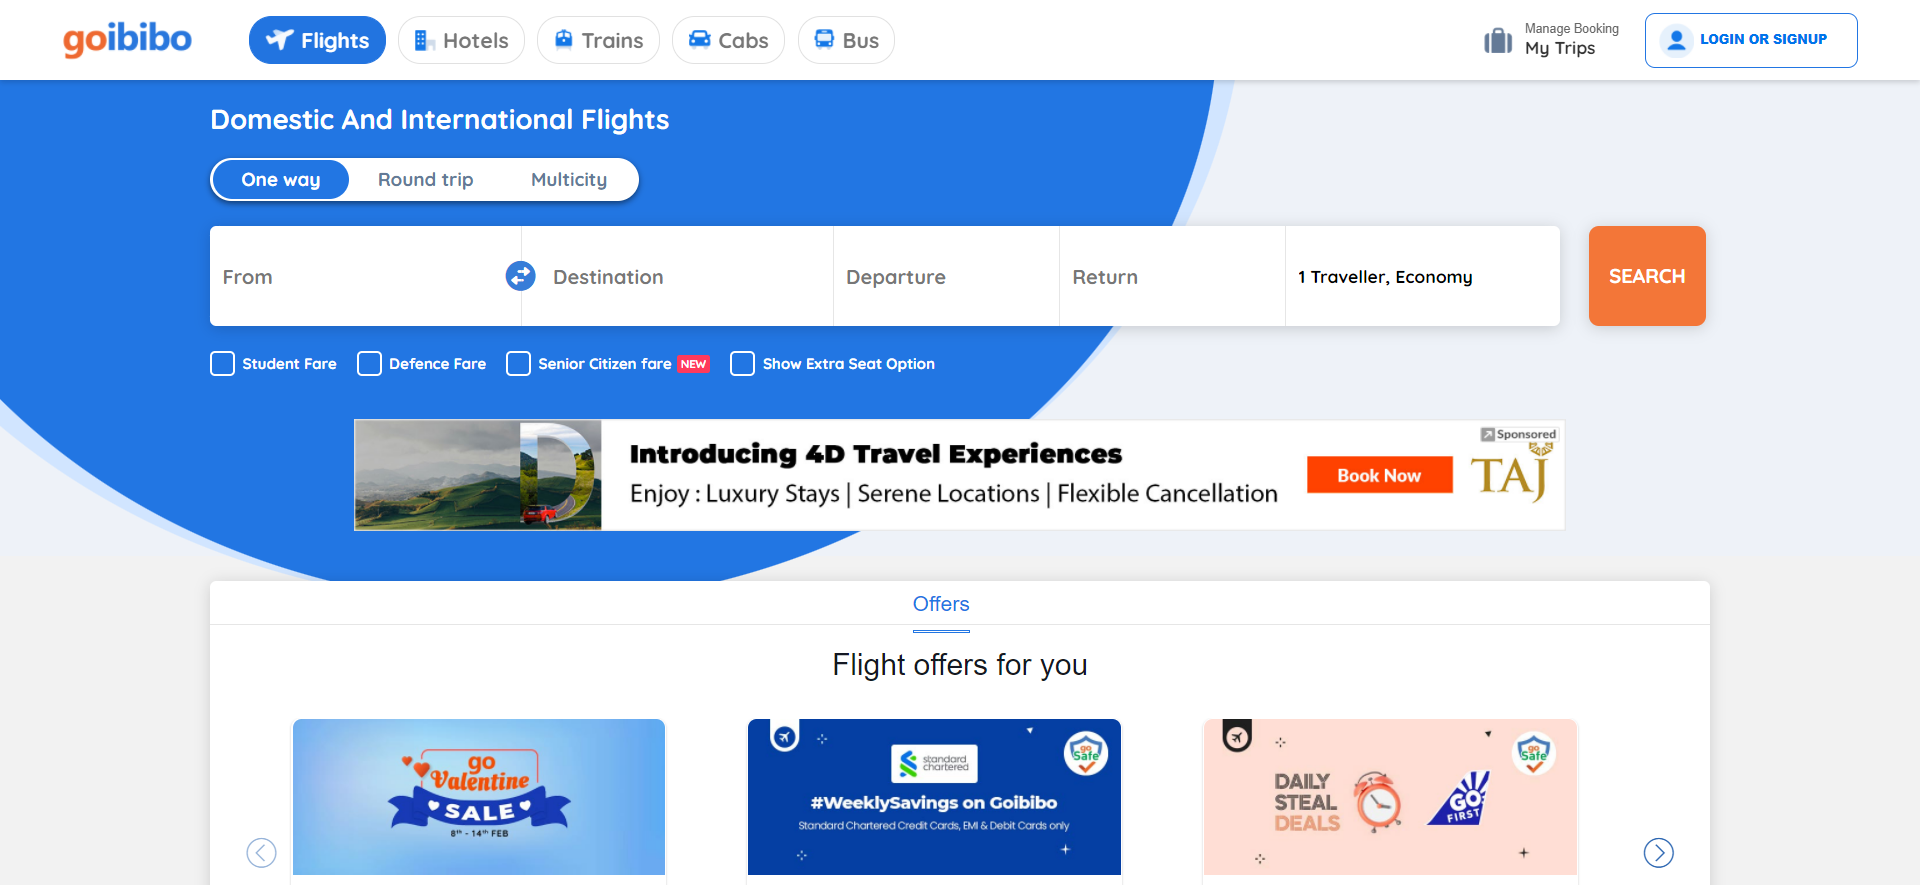 goibibo
Flights
Hotels
Trains
Cabs
Bus
Manage Booking
My Trips
LOGIN OR SIGNUP
Domestic And International Flights
One way
Round trip
Multicity
From
Destination
Departure
Return
1 Traveller, Economy
SEARCH
Student Fare
Defence Fare
Senior Citizen fare NEW
Show Extra Seat Option
D
Introducing 4D Travel Experiences
Enjoy : Luxury Stays | Serene Locations | Flexible Cancellation
Book Now
Sponsored
TAJ
Offers
Flight offers for you
go
Valentine
SALE
8th - 14th FEB
standard
chartered
go
Safe
#WeeklySavings on Goibibo
Standard Chartered Credit Cards, EMI & Debit Cards only
DAILY
STEAL
DEALS
GO
FIRST
go
Safe